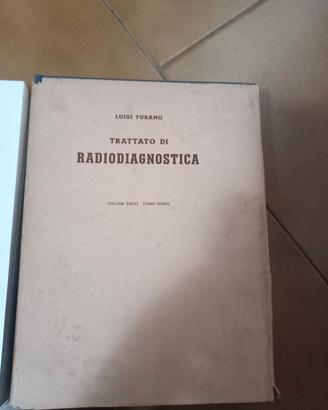 LUIGI TURANO
TRATTATO DI
RADIODIAGNOSTICA
VOLUME TERZO TOMO PRIMO